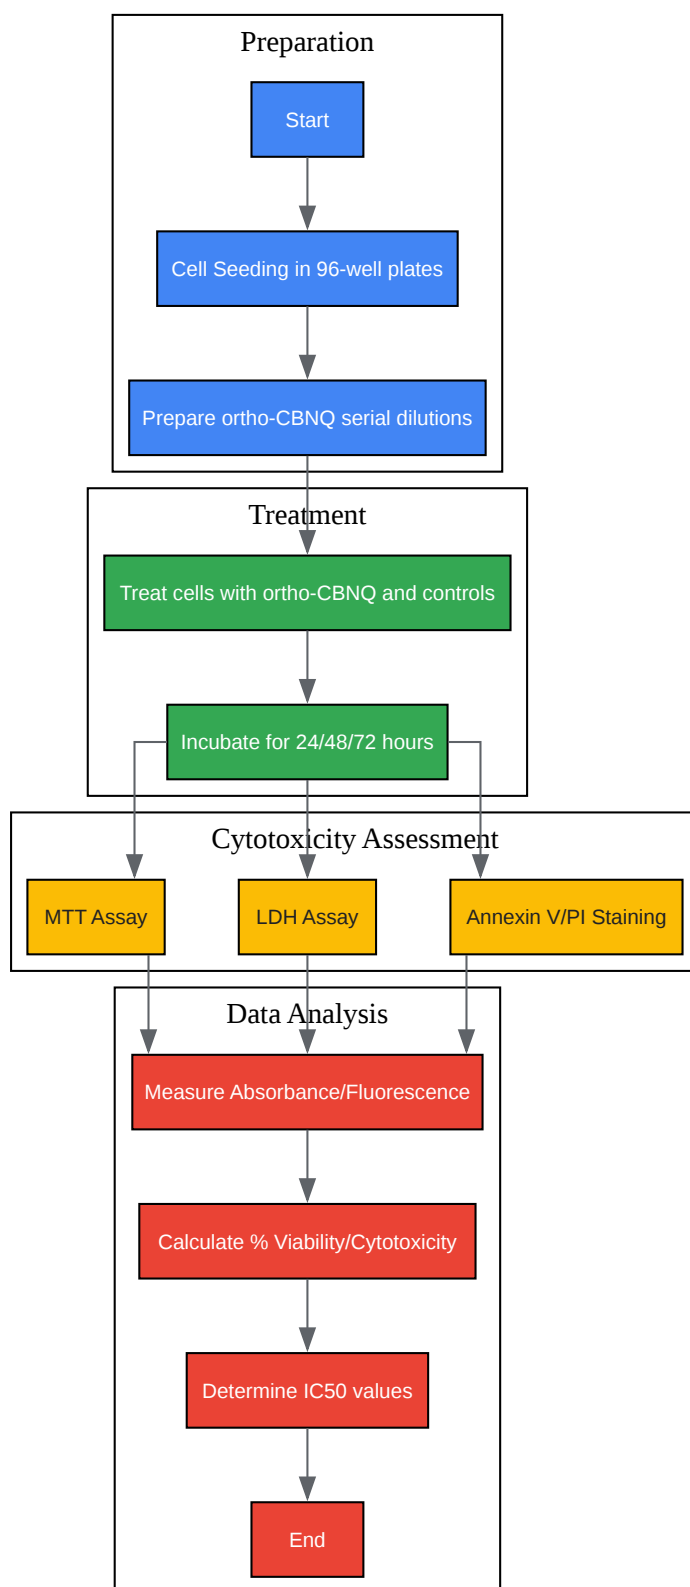 Preparation
Start
Cell Seeding in 96-well plates
Prepare ortho-CBNQ serial dilutions
Treatment
Treat cells with ortho-CBNQ and controls
Incubate for 24/48/72 hours
Cytotoxicity Assessment
MTT Assay
LDH Assay
Annexin V/PI Staining
Data Analysis
Measure Absorbance/Fluorescence
Calculate % Viability/Cytotoxicity
Determine IC50 values
End